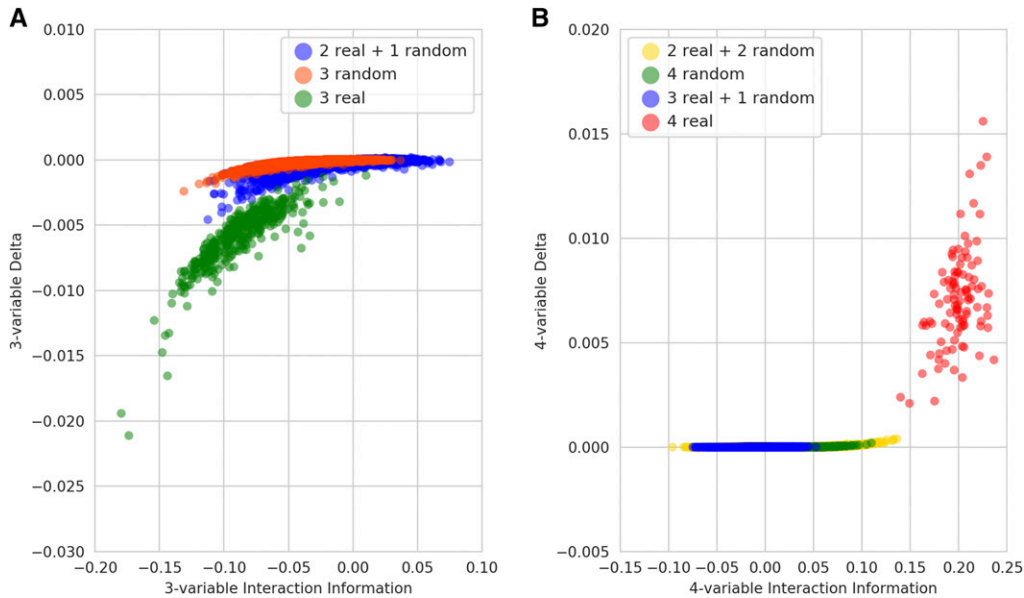 A
0.010
0.005
0.000
−0.005
−0.010
−0.015
−0.020
−0.025
−0.030
3-variable Delta
2 real + 1 random
3 random
3 real
−0.20 −0.15 −0.10 −0.05 0.00 0.05 0.10
3-variable Interaction Information
B
0.020
0.015
0.010
0.005
0.000
−0.005
4-variable Delta
2 real + 2 random
4 random
3 real + 1 random
4 real
−0.15 −0.10 −0.05 0.00 0.05 0.10 0.15 0.20 0.25
4-variable Interaction Information